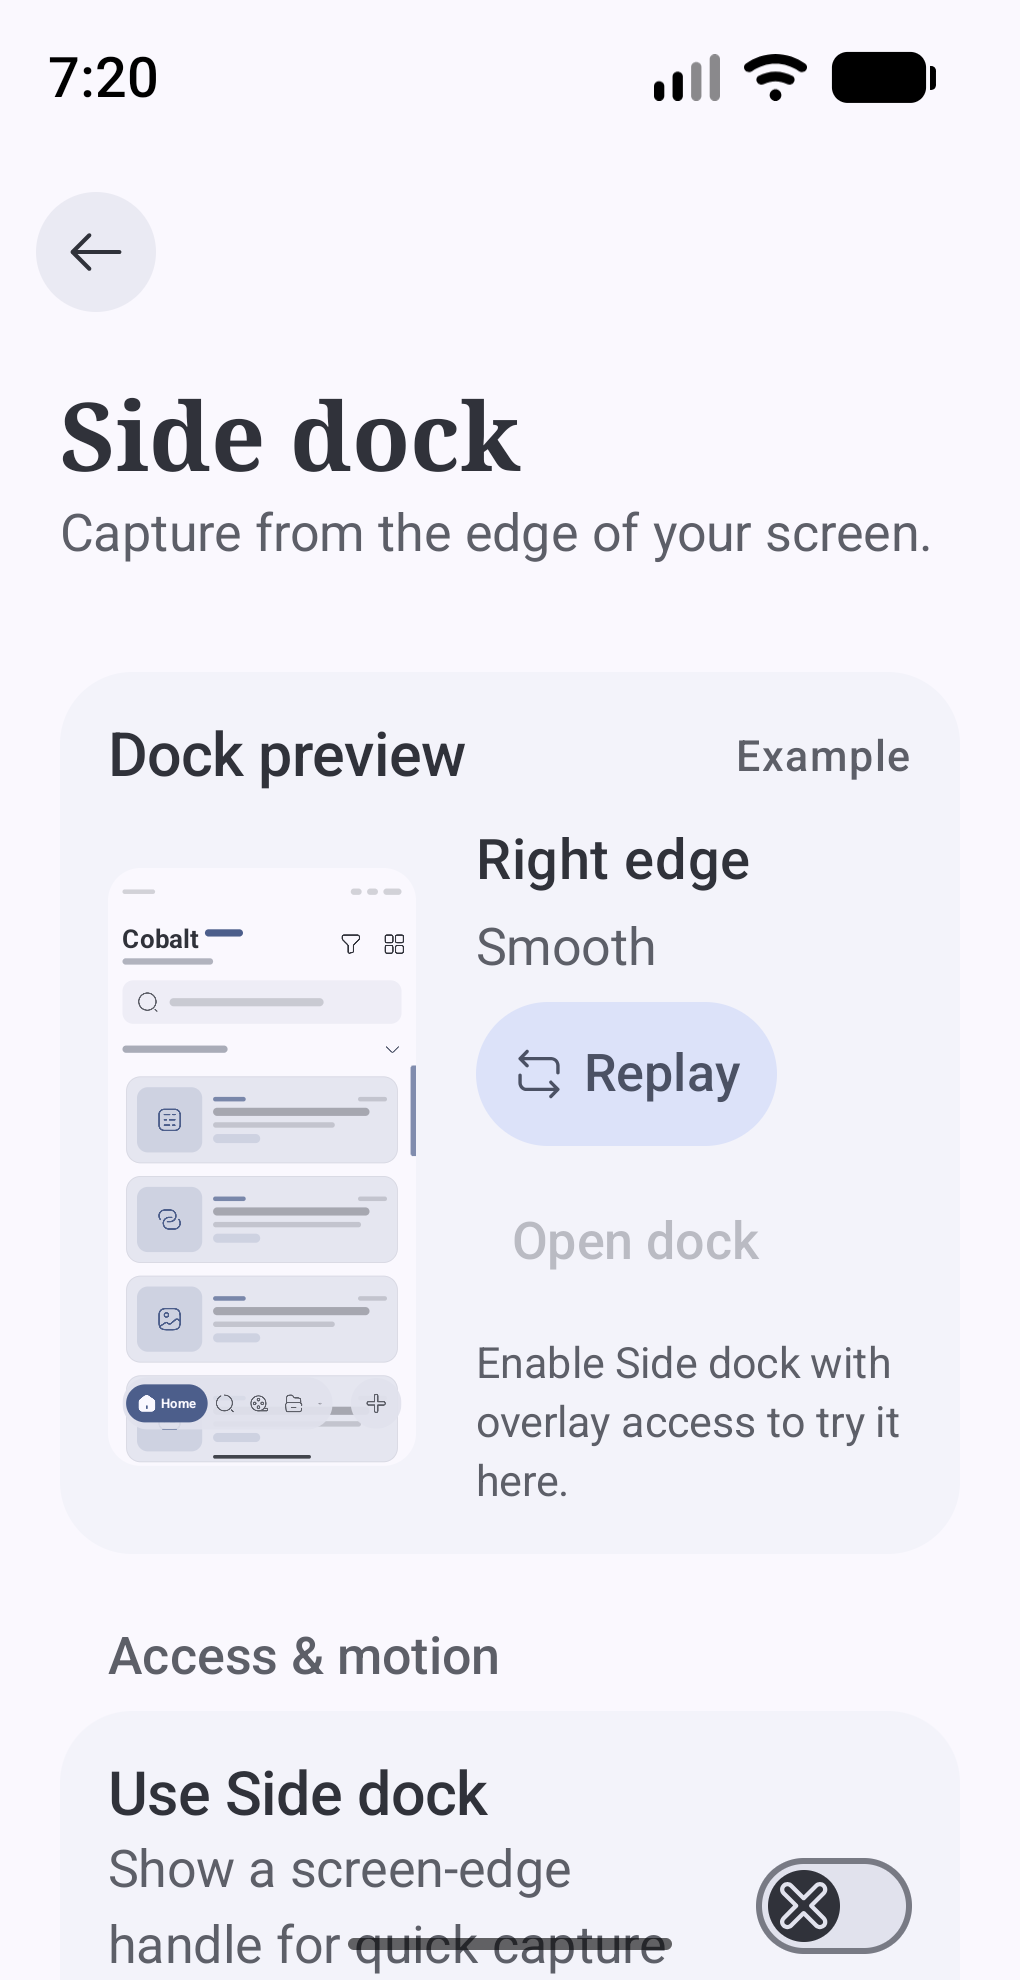 7:20
Side dock
Capture from the edge of your screen.
Dock preview
Example
Cobalt
Home
Right edge
Smooth
Replay
Open dock
Enable Side dock with
overlay access to try it
here.
Access & motion
Use Side dock
Show a screen-edge
handle for quick capture